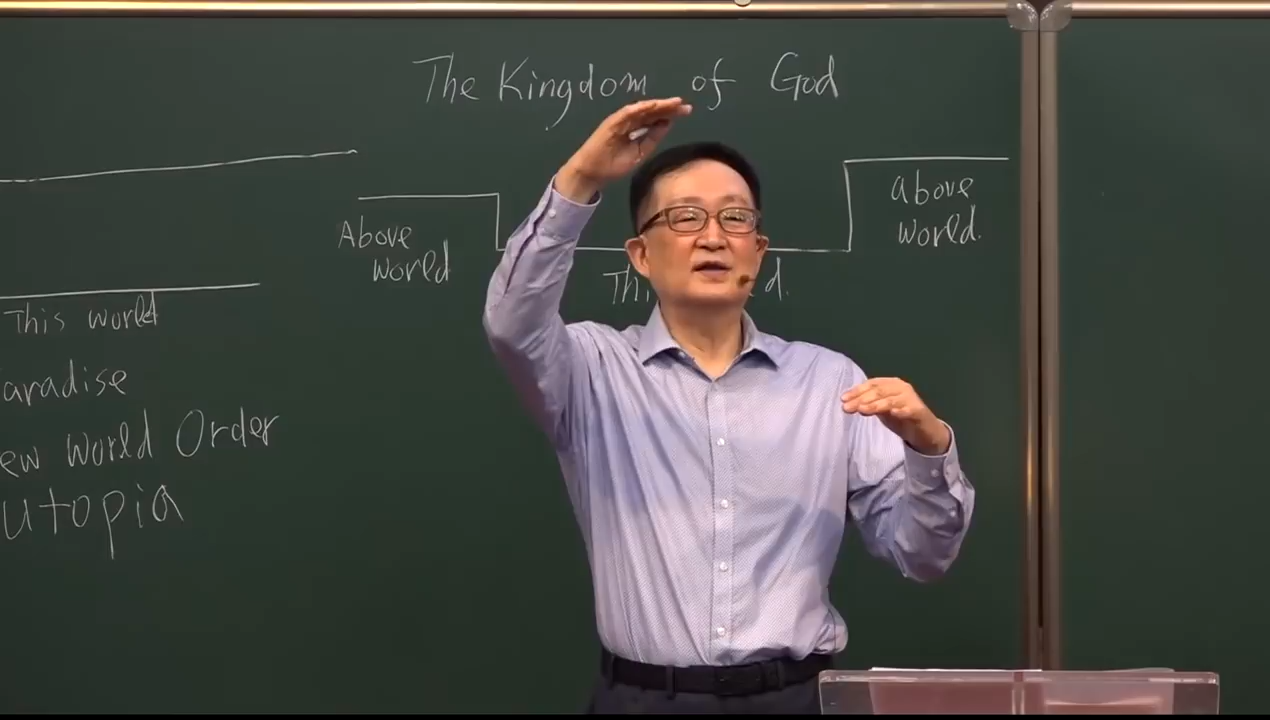 The Kingdom of God
Above
world
above
world.
This world
aradise
ew world Order
utopia